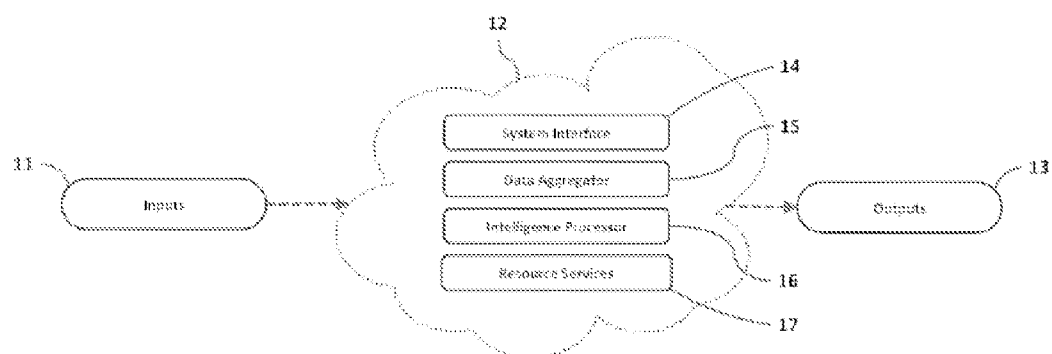 12
14
System Interface
15
11
Data Aggregator
13
Inputs
Outputs
Intelligence Processor
Resource Services
16
17